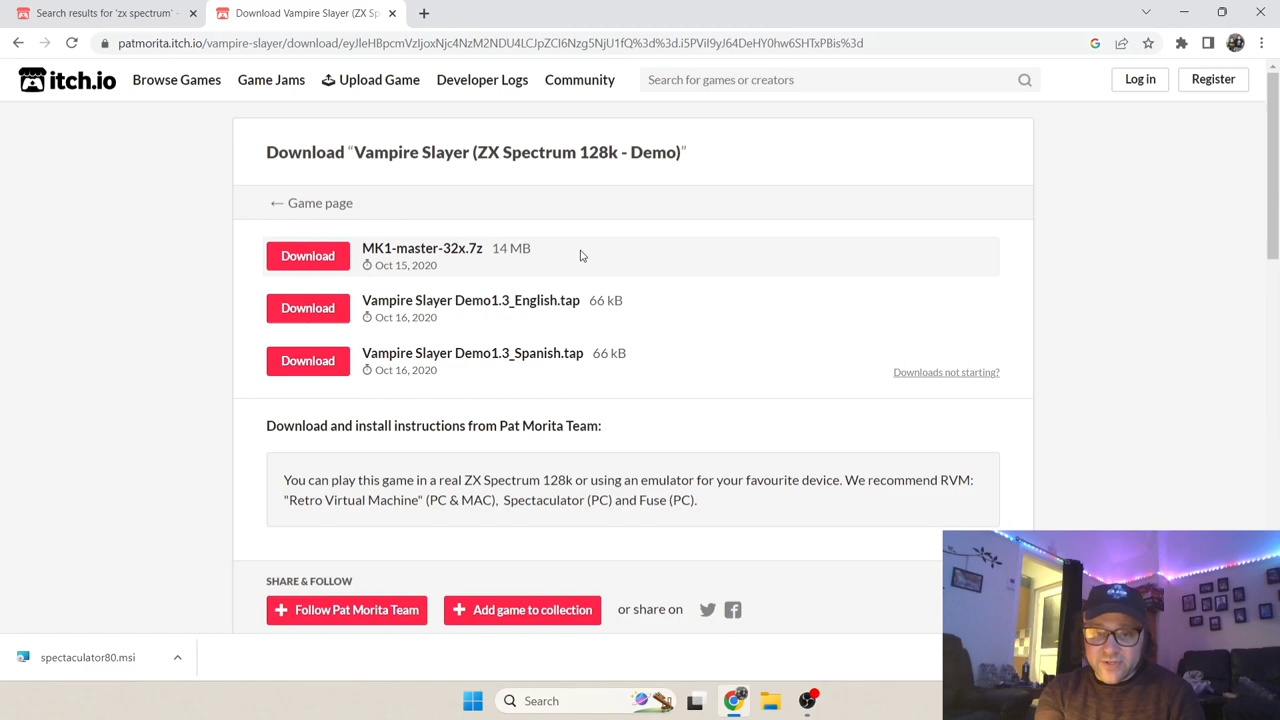 Search results for 'zx spectrum' -
Download Vampire Slayer (ZX Sp
patmorita.itch.io/vampire-slayer/download/eyJleHBpcmVzIjoxNjc4NzM2NDU4LCJpZCI6Nzg5NjU1fQ%3d%3d.i5PViI9yJ64DeHY0hw6SHTxPBis%3d
itch.io Browse Games Game Jams Upload Game Developer Logs Community Search for games or creators Log in Register
Download “Vampire Slayer (ZX Spectrum 128k - Demo)”
← Game page
Download MK1-master-32x.7z 14 MB
Oct 15, 2020
Download Vampire Slayer Demo1.3_English.tap 66 kB
Oct 16, 2020
Download Vampire Slayer Demo1.3_Spanish.tap 66 kB
Oct 16, 2020
Downloads not starting?
Download and install instructions from Pat Morita Team:
You can play this game in a real ZX Spectrum 128k or using an emulator for your favourite device. We recommend RVM:
"Retro Virtual Machine" (PC & MAC), Spectaculator (PC) and Fuse (PC).
SHARE & FOLLOW
Follow Pat Morita Team Add game to collection or share on
spectaculator80.msi
Search